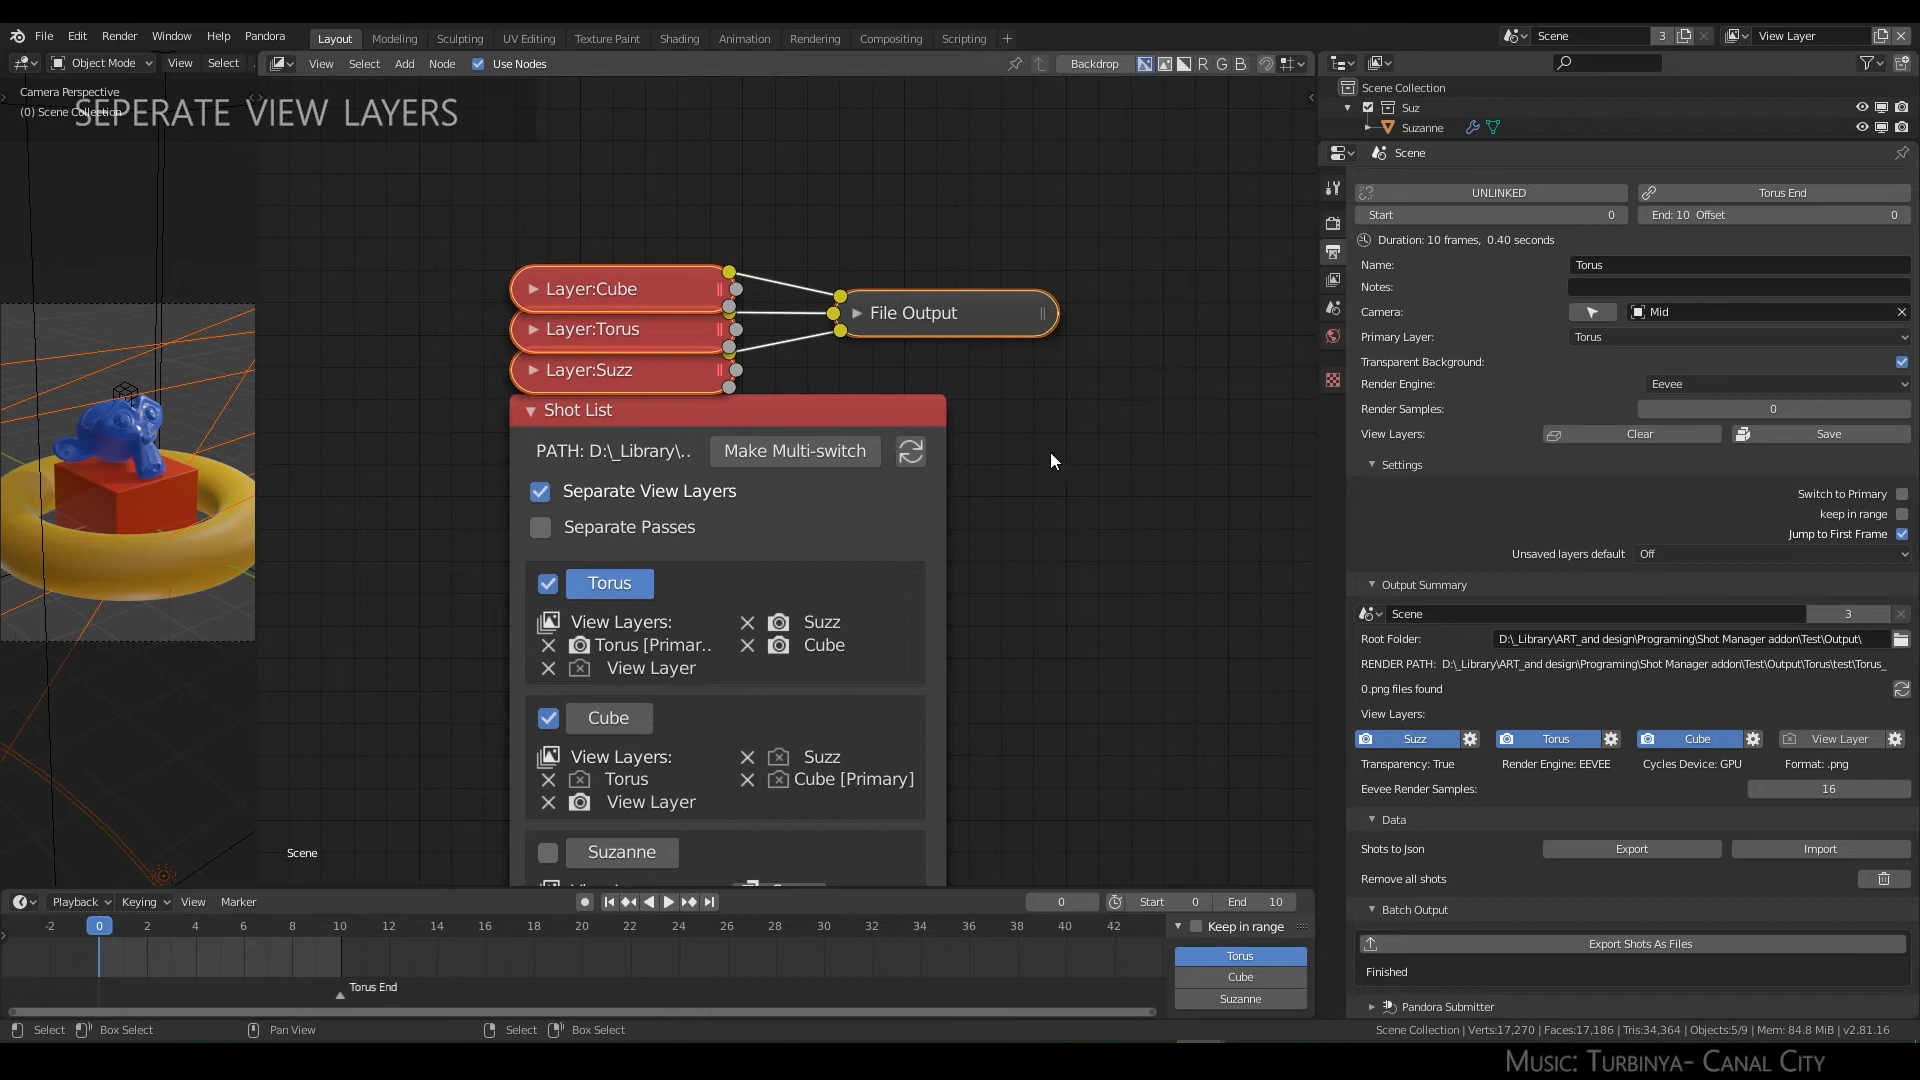 File Edit Render Window Help Pandora Layout Modeling Sculpting UV Editing Texture Paint Shading Animation Rendering Compositing Scripting + Scene 3 View Layer
Object Mode View Select View Select Add Node Use Nodes Backdrop R G B
Camera Perspective
(0) Scene Collection
SEPERATE VIEW LAYERS
Scene Collection
Suz
Suzanne
Scene
UNLINKED Torus End
Start 0 End: 10 Offset 0
Duration: 10 frames, 0.40 seconds
Name: Torus
Notes:
Camera: Mid
Primary Layer: Torus
Transparent Background:
Render Engine: Eevee
Render Samples: 0
View Layers: Clear Save
Settings
Switch to Primary
keep in range
Jump to First Frame
Unsaved layers default Off
Output Summary
Scene 3
Root Folder: D:\_Library\ART_and design\Programing\Shot Manager addon\Test\Output\
RENDER PATH: D:\_Library\ART_and design\Programing\Shot Manager addon\Test\Output\Torus\test\Torus_
0.png files found
View Layers:
Suzz Torus Cube View Layer
Transparency: True Render Engine: EEVEE Cycles Device: GPU Format: .png
Eevee Render Samples: 16
Data
Shots to Json Export Import
Remove all shots
Batch Output
Export Shots As Files
Finished
Pandora Submitter
Layer:Cube
Layer:Torus
Layer:Suzz
File Output
Shot List
PATH: D:\_Library\.. Make Multi-switch
Separate View Layers
Separate Passes
Torus
View Layers: Suzz
Torus [Primar.. Cube
View Layer
Cube
View Layers: Suzz
Torus Cube [Primary]
View Layer
Suzanne
Scene
Playback Keying View Marker 0 Start 0 End 10
-2 0 2 4 6 8 10 12 14 16 18 20 22 24 26 28 30 32 34 36 38 40 42
Keep in range
Torus
Cube
Suzanne
Torus End
Select Box Select Pan View Select Box Select
Scene Collection | Verts:17,270 | Faces:17,186 | Tris:34,364 | Objects:5/9 | Mem: 84.8 MiB | v2.81.16
Music: Turbinya- Canal City